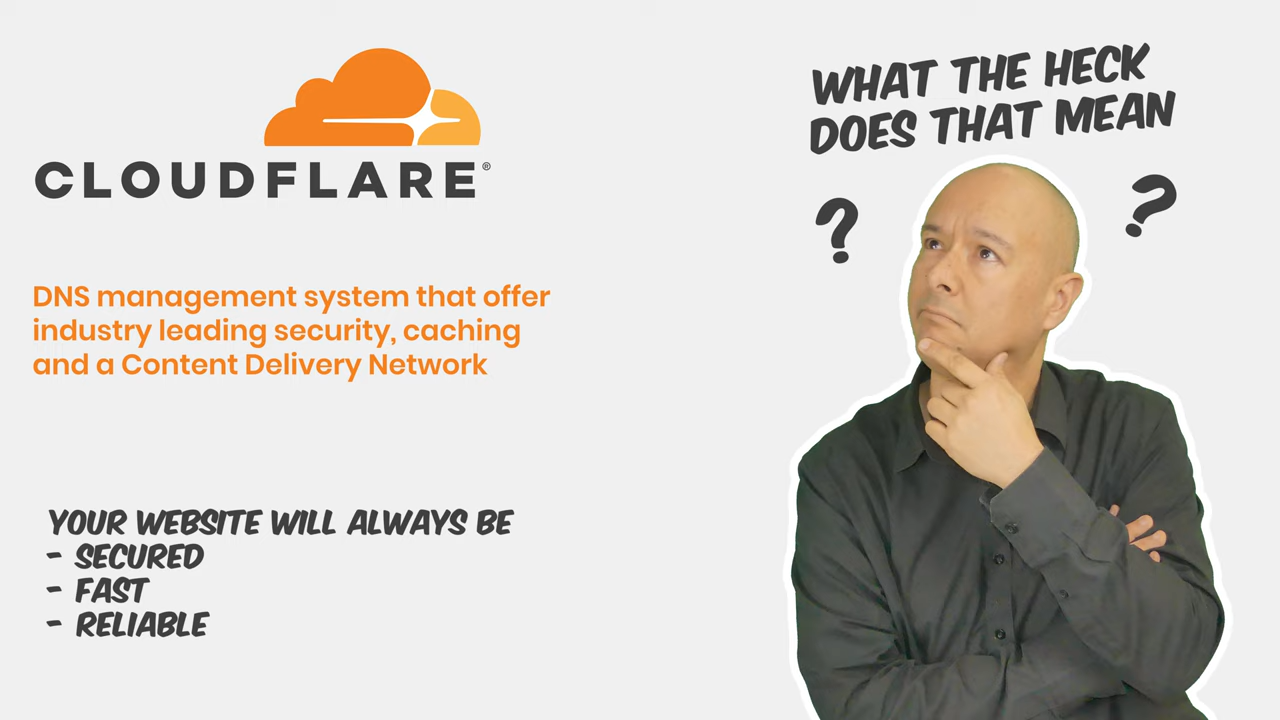 CLOUDFLARE®
DNS management system that offer
industry leading security, caching
and a Content Delivery Network
YOUR WEBSITE WILL ALWAYS BE
- SECURED
- FAST
- RELIABLE
WHAT THE HECK
DOES THAT MEAN
? ?